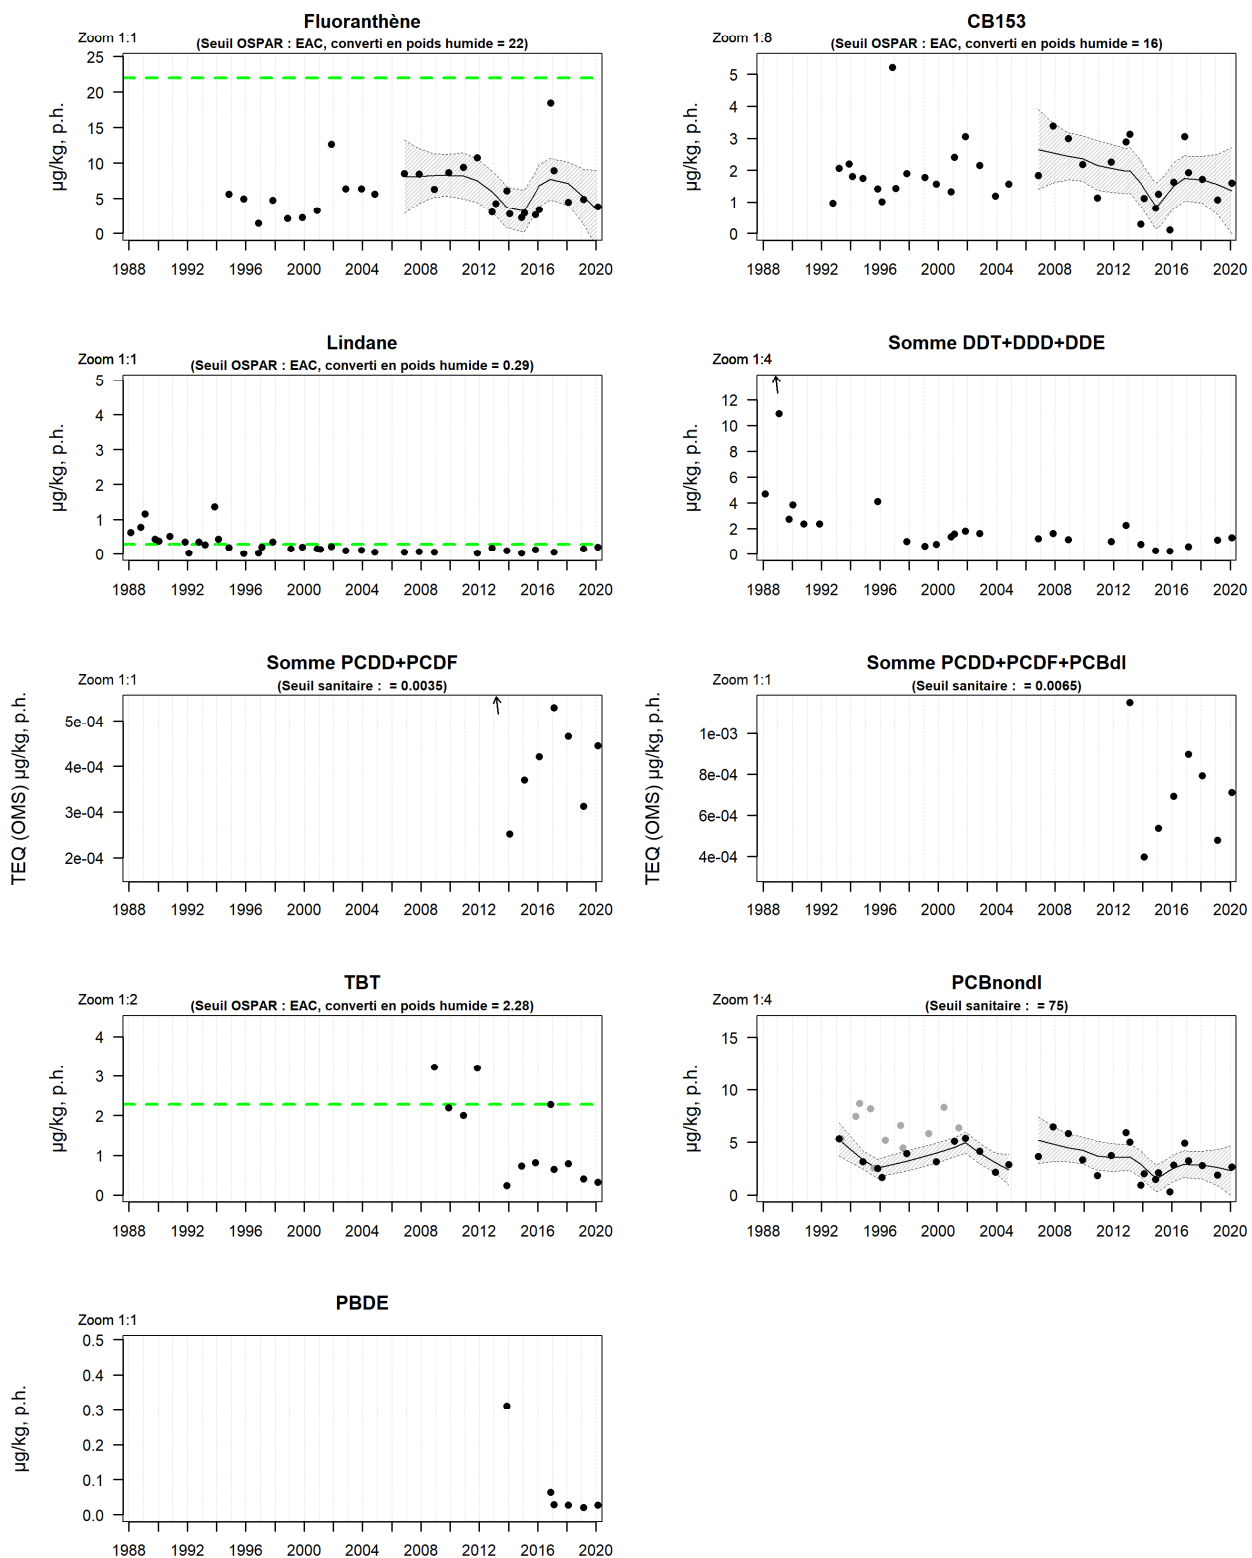 Fluoranthène
Zoom 1:1
(Seuil OSPAR : EAC, converti en poids humide = 22)
25
20
15
10
5
0
µg/kg, p.h.
1988 1992 1996 2000 2004 2008 2012 2016 2020
CB153
Zoom 1:8
(Seuil OSPAR : EAC, converti en poids humide = 16)
5
4
3
2
1
0
µg/kg, p.h.
1988 1992 1996 2000 2004 2008 2012 2016 2020
Lindane
Zoom 1:1
(Seuil OSPAR : EAC, converti en poids humide = 0.29)
5
4
3
2
1
0
µg/kg, p.h.
1988 1992 1996 2000 2004 2008 2012 2016 2020
Somme DDT+DDD+DDE
Zoom 1:4
12
10
8
6
4
2
0
µg/kg, p.h.
1988 1992 1996 2000 2004 2008 2012 2016 2020
Somme PCDD+PCDF
Zoom 1:1
(Seuil sanitaire : = 0.0035)
5e-04
4e-04
3e-04
2e-04
TEQ (OMS) µg/kg, p.h.
1988 1992 1996 2000 2004 2008 2012 2016 2020
Somme PCDD+PCDF+PCBdl
Zoom 1:1
(Seuil sanitaire : = 0.0065)
1e-03
8e-04
6e-04
4e-04
TEQ (OMS) µg/kg, p.h.
1988 1992 1996 2000 2004 2008 2012 2016 2020
TBT
Zoom 1:2
(Seuil OSPAR : EAC, converti en poids humide = 2.28)
4
3
2
1
0
µg/kg, p.h.
1988 1992 1996 2000 2004 2008 2012 2016 2020
PCBnondl
Zoom 1:4
(Seuil sanitaire : = 75)
15
10
5
0
µg/kg, p.h.
1988 1992 1996 2000 2004 2008 2012 2016 2020
PBDE
Zoom 1:1
0.5
0.4
0.3
0.2
0.1
0.0
µg/kg, p.h.
1988 1992 1996 2000 2004 2008 2012 2016 2020